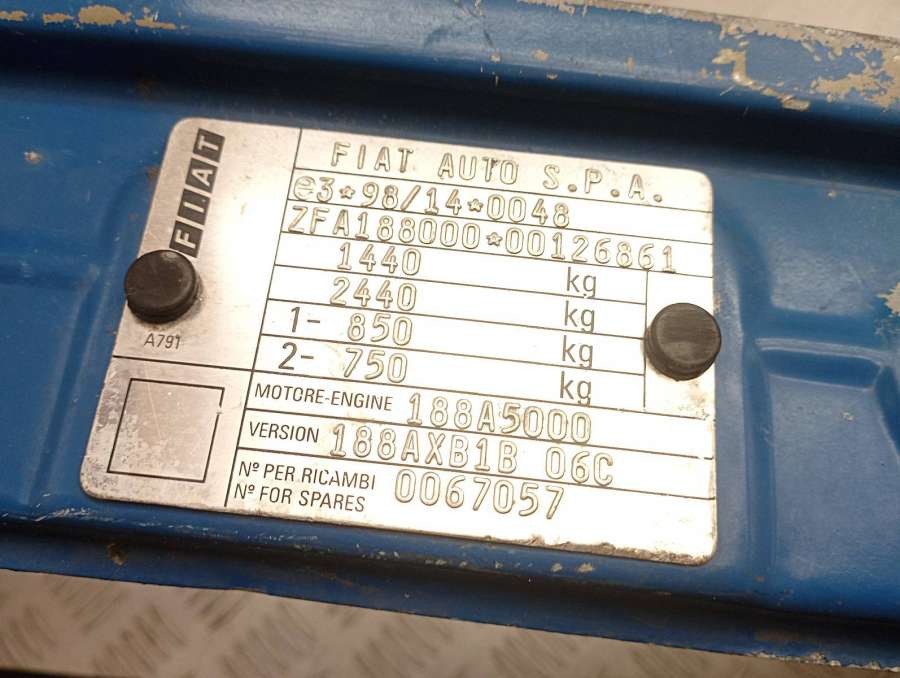 FIAT
FIAT AUTO S.P.A.
e3*98/14*0048
ZFA188000*00126861
1440 kg
2440 kg
1- 850 kg
2- 750 kg
A791
MOTORE-ENGINE 188A5000
VERSION 188AXB1B 06C
Nº PER RICAMBI
Nº FOR SPARES 0067057